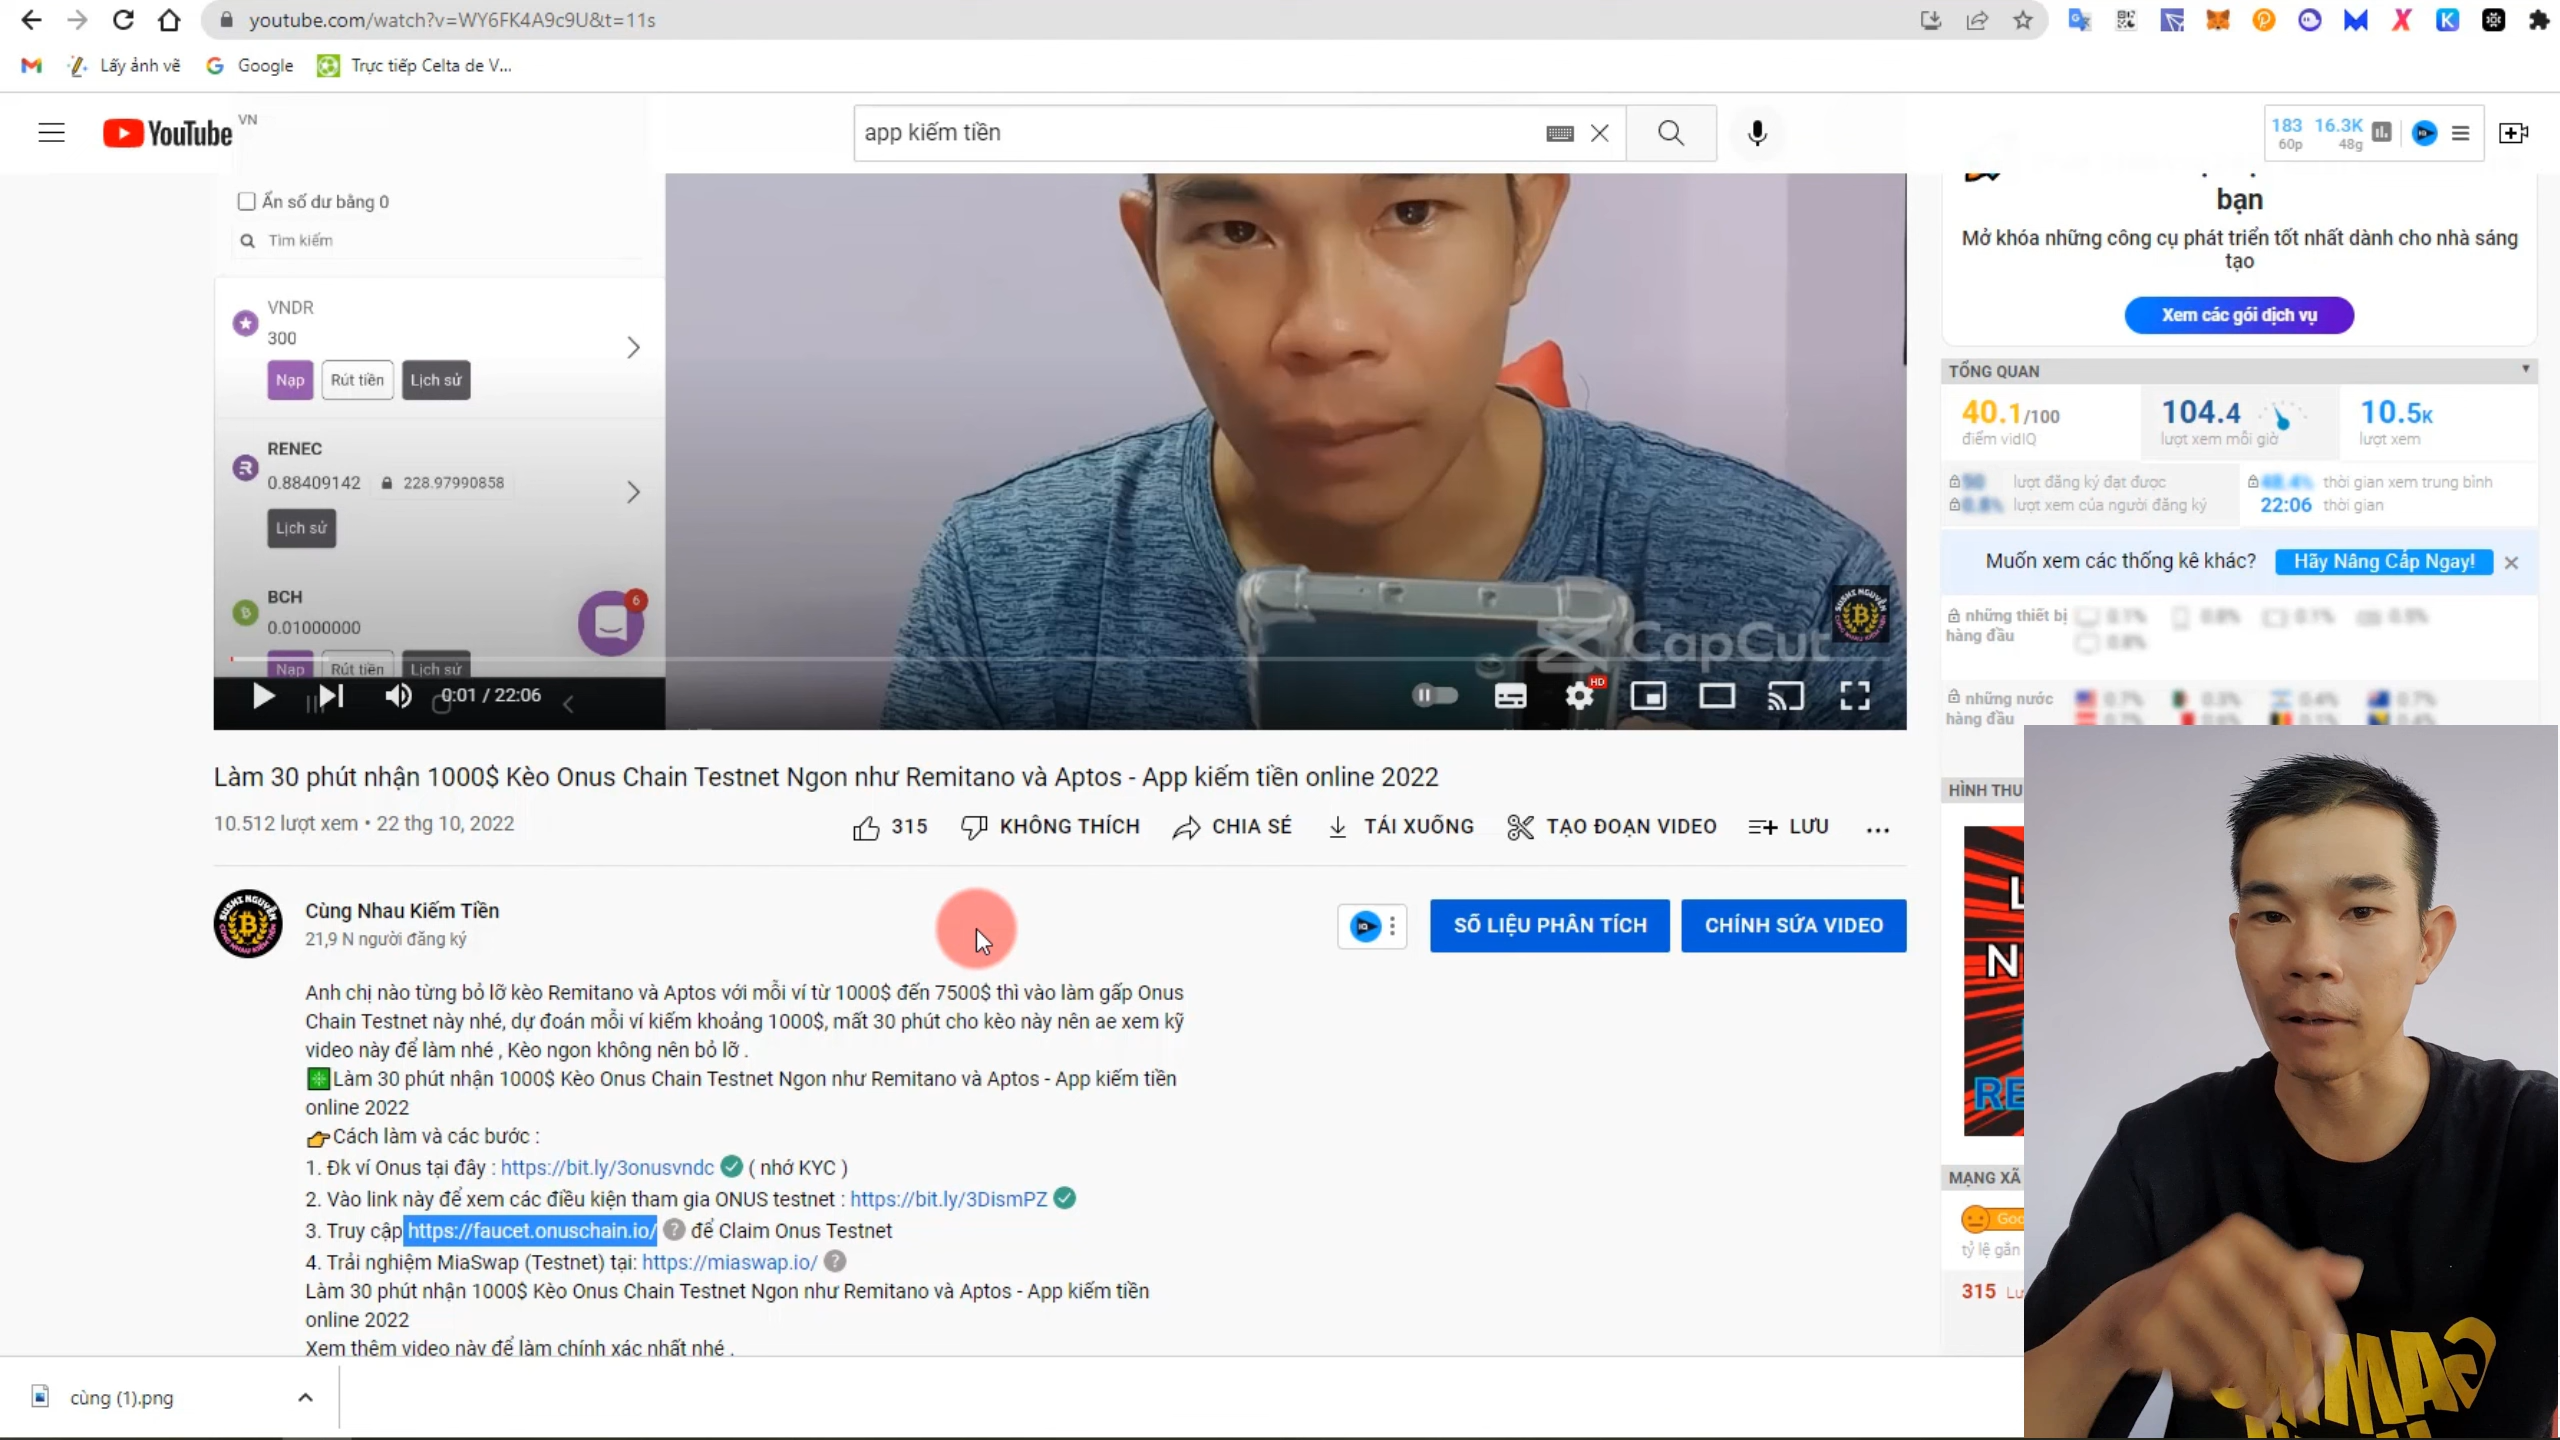 youtube.com/watch?v=WY6FK4A9c9U&t=11s
Lấy ảnh vẽ
Google
Trực tiếp Celta de V...
YouTube VN
app kiếm tiền
183 16.3K
60p 48g
Ẩn số dư bằng 0
Tìm kiếm
VNDR
300
Nạp Rút tiền Lịch sử
RENEC
0.88409142 228.97990858
Lịch sử
BCH
0.01000000
6
Nạp Rút tiền Lịch sử
0:01 / 22:06
CapCut
HD
bạn
Mở khóa những công cụ phát triển tốt nhất dành cho nhà sáng
tạo
Xem các gói dịch vụ
TỔNG QUAN
40.1/100 104.4 10.5K
điểm vidIQ lượt xem mỗi giờ lượt xem
lượt đăng ký đạt được thời gian xem trung bình
lượt xem của người đăng ký 22:06 thời gian
Muốn xem các thống kê khác? Hãy Nâng Cấp Ngay!
những thiết bị
hàng đầu
những nước
hàng đầu
Làm 30 phút nhận 1000$ Kèo Onus Chain Testnet Ngon như Remitano và Aptos - App kiếm tiền online 2022
10.512 lượt xem • 22 thg 10, 2022
315 KHÔNG THÍCH CHIA SẺ TẢI XUỐNG TẠO ĐOẠN VIDEO LƯU
SUSHI NGUYỄN
Cùng Nhau Kiếm Tiền
21,9 N người đăng ký
SỐ LIỆU PHÂN TÍCH CHỈNH SỬA VIDEO
Anh chị nào từng bỏ lỡ kèo Remitano và Aptos với mỗi ví từ 1000$ đến 7500$ thì vào làm gấp Onus
Chain Testnet này nhé, dự đoán mỗi ví kiếm khoảng 1000$, mất 30 phút cho kèo này nên ae xem kỹ
video này để làm nhé , Kèo ngon không nên bỏ lỡ .
Làm 30 phút nhận 1000$ Kèo Onus Chain Testnet Ngon như Remitano và Aptos - App kiếm tiền
online 2022
Cách làm và các bước :
1. Đk ví Onus tại đây : https://bit.ly/3onusvndc ( nhớ KYC )
2. Vào link này để xem các điều kiện tham gia ONUS testnet : https://bit.ly/3DismPZ
3. Truy cập https://faucet.onuschain.io/ để Claim Onus Testnet
4. Trải nghiệm MiaSwap (Testnet) tại: https://miaswap.io/
Làm 30 phút nhận 1000$ Kèo Onus Chain Testnet Ngon như Remitano và Aptos - App kiếm tiền
online 2022
Xem thêm video này để làm chính xác nhất nhé .
HÌNH THU
L
N
RE
MẠNG XÃ
Goo
tỷ lệ gắn
315 Lư
cùng (1).png